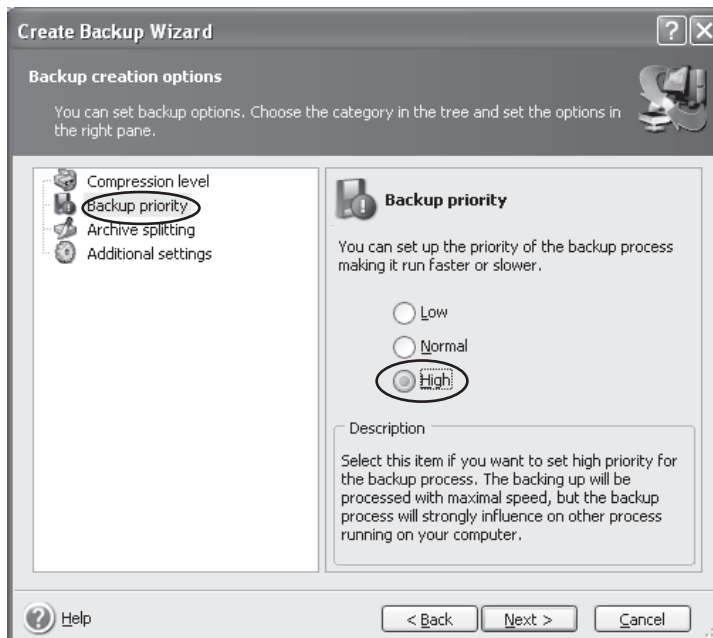 Create Backup Wizard
?
Backup creation options
You can set backup options. Choose the category in the tree and set the options in
the right pane.
Compression level
Backup priority
Archive splitting
Additional settings
Backup priority
You can set up the priority of the backup process
making it run faster or slower.
Low
Normal
High
Description
Select this item if you want to set high priority for
the backup process. The backing up will be
processed with maximal speed, but the backup
process will strongly influence on other process
running on your computer.
? Help
< Back
Next >
Cancel